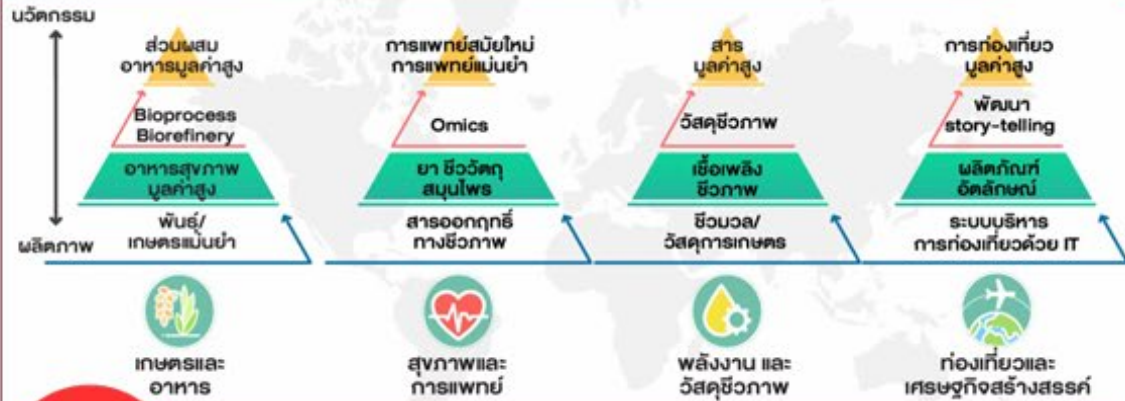 นวัตกรรม
ผลิตภาพ
ส่วนผสม
อาหารมูลค่าสูง
Bioprocess
Biorefinery
อาหารสุขภาพ
มูลค่าสูง
พันธุ์/
เกษตรแม่นยำ
เกษตรและ
อาหาร
การแพทย์สมัยใหม่
การแพทย์แม่นยำ
Omics
ยา ชีววัตถุ
สมุนไพร
สารออกฤทธิ์
ทางชีวภาพ
สุขภาพและ
การแพทย์
สาร
มูลค่าสูง
วัสดุชีวภาพ
เชื้อเพลิง
ชีวภาพ
ชีวมวล/
วัสดุการเกษตร
พลังงาน และ
วัสดุชีวภาพ
การท่องเที่ยว
มูลค่าสูง
พัฒนา
story-telling
ผลิตภัณฑ์
อัตลักษณ์
ระบบบริหาร
การท่องเที่ยวด้วย IT
ท่องเที่ยวและ
เศรษฐกิจสร้างสรรค์